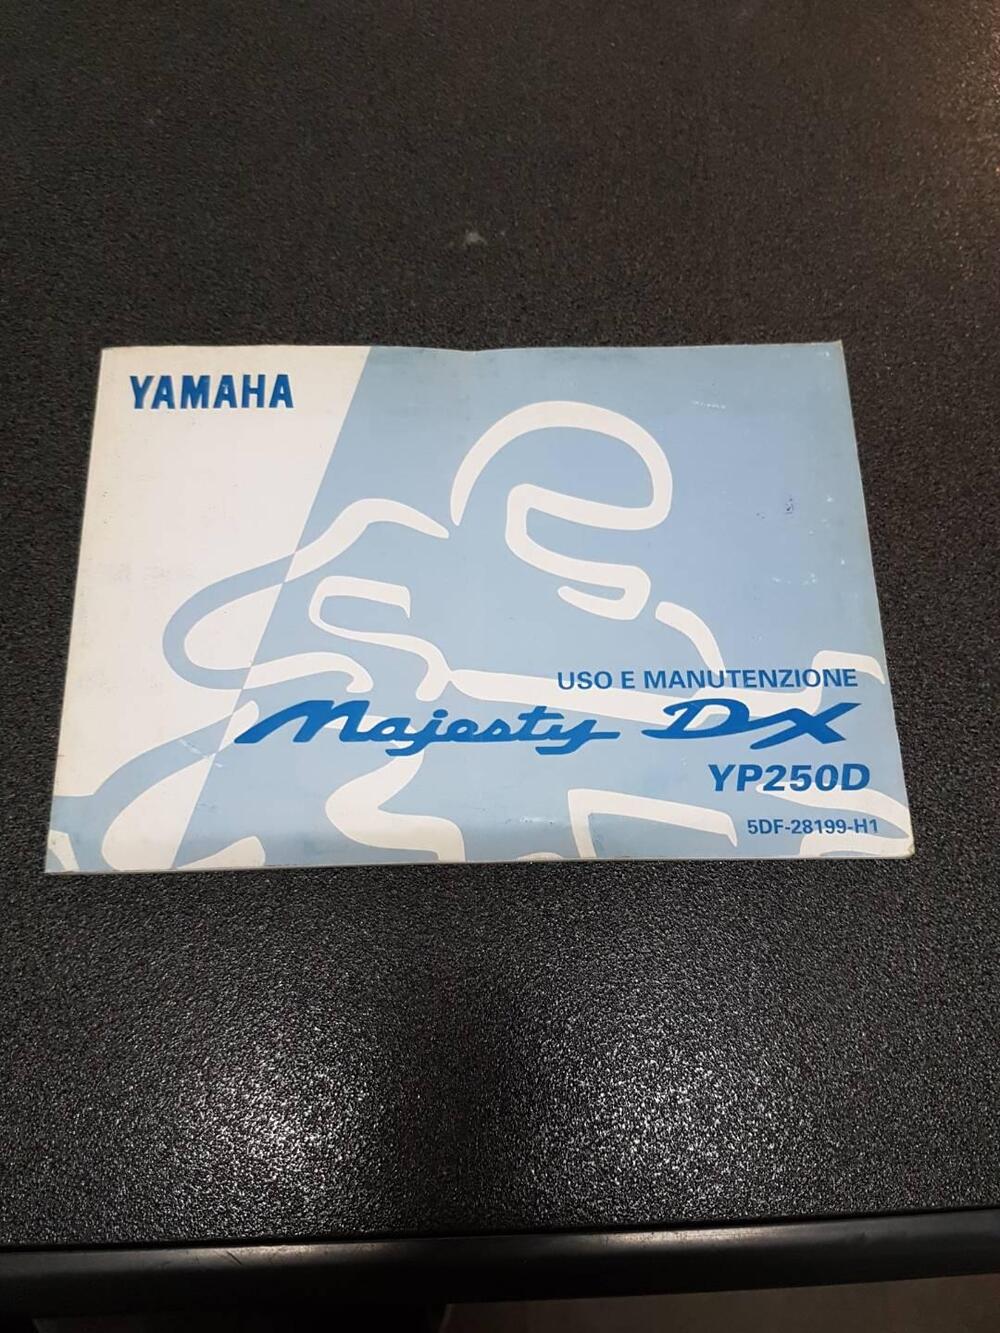 YAMAHA
USO E MANUTENZIONE
Majesty DX
YP250D
5DF-28199-H1